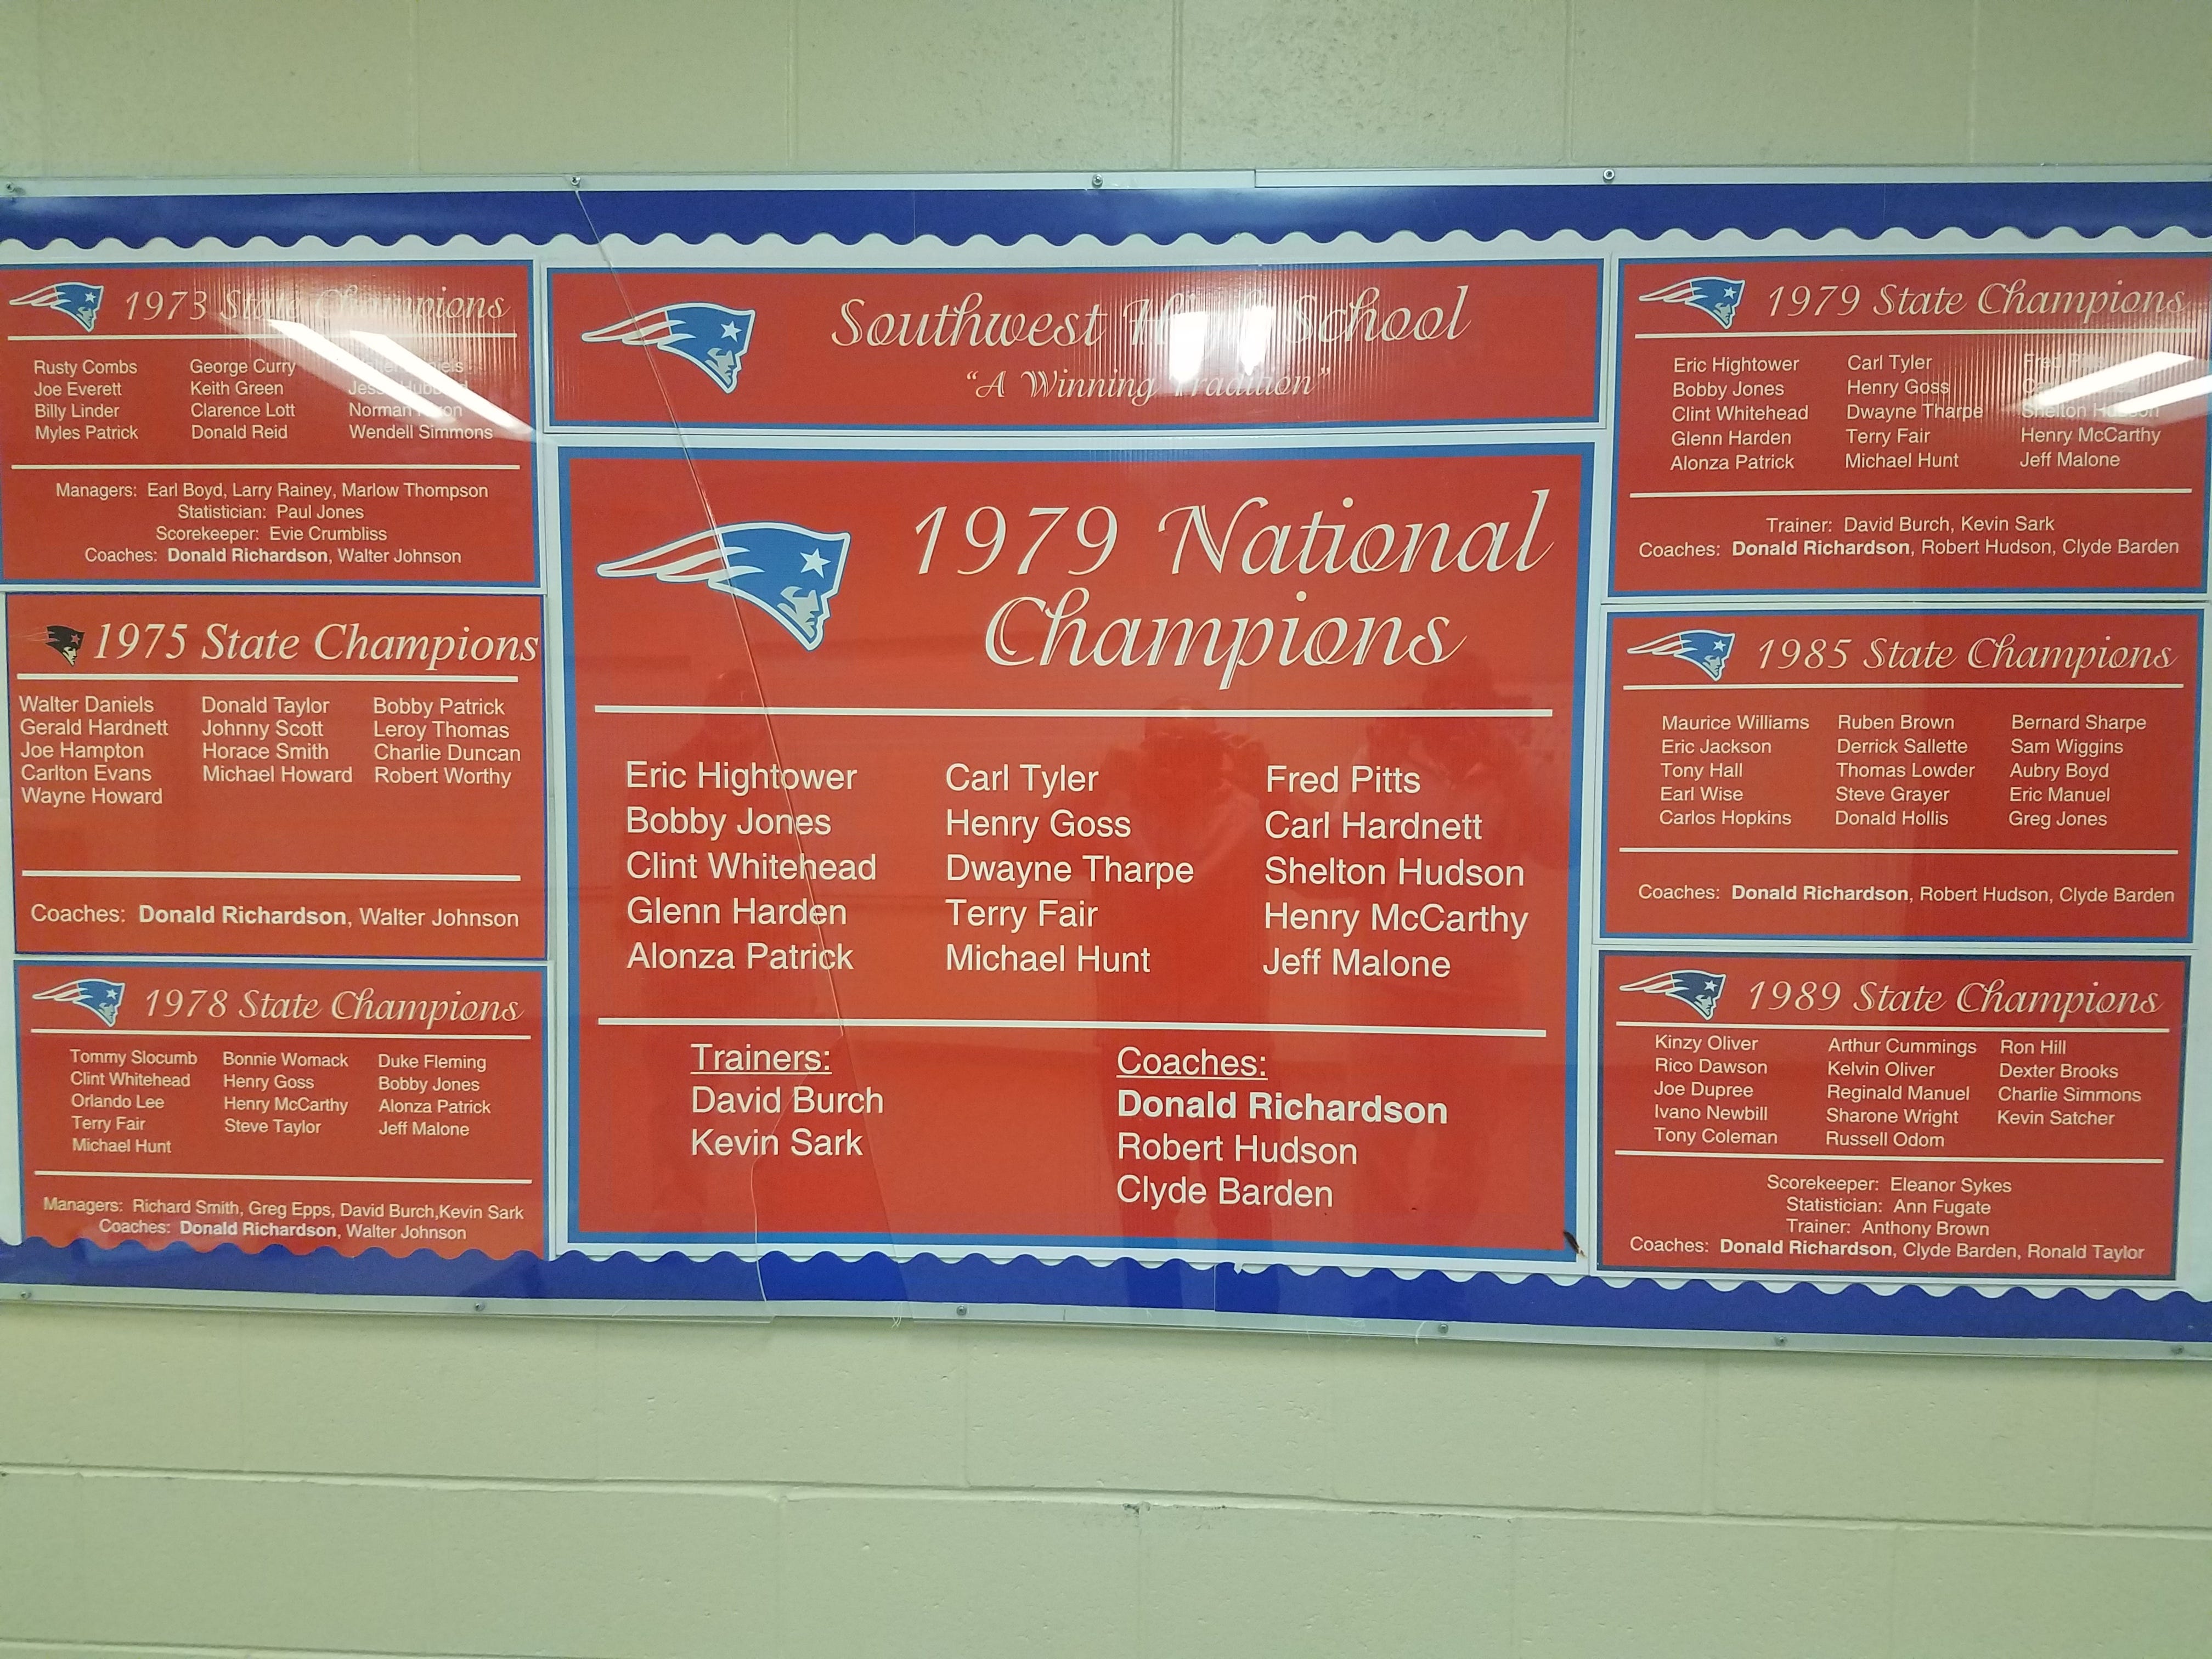 Southwest School
"A Winning Tradition"
1973 State Champions
Rusty Combs George Curry
Joe Everett Keith Green
Billy Linder Clarence Lott Norman
Myles Patrick Donald Reid Wendell Simmons
Managers: Earl Boyd, Larry Rainey, Marlow Thompson
Statistician: Paul Jones
Scorekeeper: Evie Crumbliss
Coaches: Donald Richardson, Walter Johnson
1975 State Champions
Walter Daniels Donald Taylor Bobby Patrick
Gerald Hardnett Johnny Scott Leroy Thomas
Joe Hampton Horace Smith Charlie Duncan
Carlton Evans Michael Howard Robert Worthy
Wayne Howard
Coaches: Donald Richardson, Walter Johnson
1978 State Champions
Tommy Slocumb Bonnie Womack Duke Fleming
Clint Whitehead Henry Goss Bobby Jones
Orlando Lee Henry McCarthy Alonza Patrick
Terry Fair Steve Taylor Jeff Malone
Michael Hunt
Managers: Richard Smith, Greg Epps, David Burch,Kevin Sark
Coaches: Donald Richardson, Walter Johnson
1979 National
Champions
Eric Hightower Carl Tyler Fred Pitts
Bobby Jones Henry Goss Carl Hardnett
Clint Whitehead Dwayne Tharpe Shelton Hudson
Glenn Harden Terry Fair Henry McCarthy
Alonza Patrick Michael Hunt Jeff Malone
Trainers: Coaches:
David Burch Donald Richardson
Kevin Sark Robert Hudson
Clyde Barden
1979 State Champions
Eric Hightower Carl Tyler Fred
Bobby Jones Henry Goss
Clint Whitehead Dwayne Tharpe Shelton Hudson
Glenn Harden Terry Fair Henry McCarthy
Alonza Patrick Michael Hunt Jeff Malone
Trainer: David Burch, Kevin Sark
Coaches: Donald Richardson, Robert Hudson, Clyde Barden
1985 State Champions
Maurice Williams Ruben Brown Bernard Sharpe
Eric Jackson Derrick Sallette Sam Wiggins
Tony Hall Thomas Lowder Aubry Boyd
Earl Wise Steve Grayer Eric Manuel
Carlos Hopkins Donald Hollis Greg Jones
Coaches: Donald Richardson, Robert Hudson, Clyde Barden
1989 State Champions
Kinzy Oliver Arthur Cummings Ron Hill
Rico Dawson Kelvin Oliver Dexter Brooks
Joe Dupree Reginald Manuel Charlie Simmons
Ivano Newbill Sharone Wright Kevin Satcher
Tony Coleman Russell Odom
Scorekeeper: Eleanor Sykes
Statistician: Ann Fugate
Trainer: Anthony Brown
Coaches: Donald Richardson, Clyde Barden, Ronald Taylor